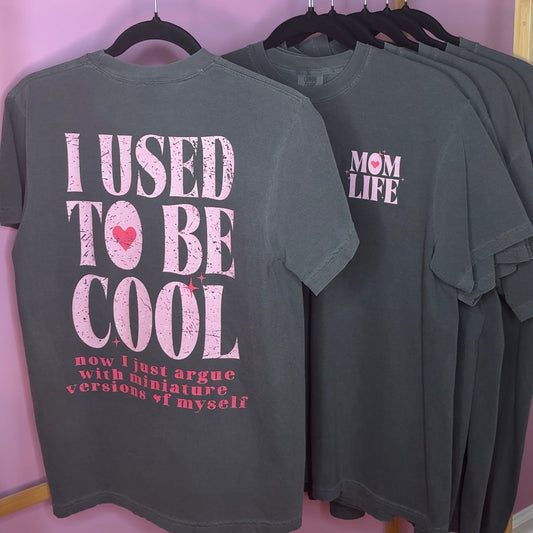 I USED
TO BE
COOL
now I just argue
with miniature
versions of myself
MOM
LIFE